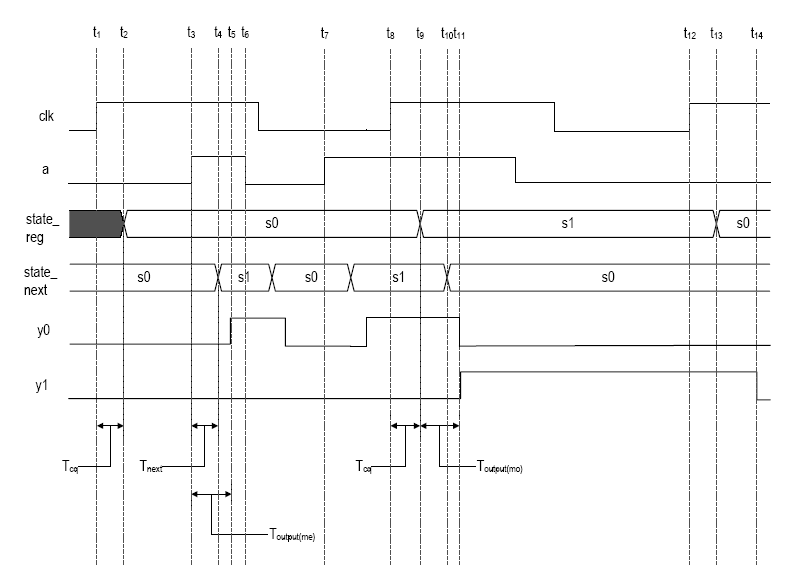 t1 t2 t3 t4 t5 t6 t7 t8 t9 t10 t11 t12 t13 t14
clk
a
state_
reg
s0 s1 s0
state_
next
s0 s1 s0 s1 s0
y0
y1
Tcq Tnext Tcq Toutput(mo)
Toutput(me)